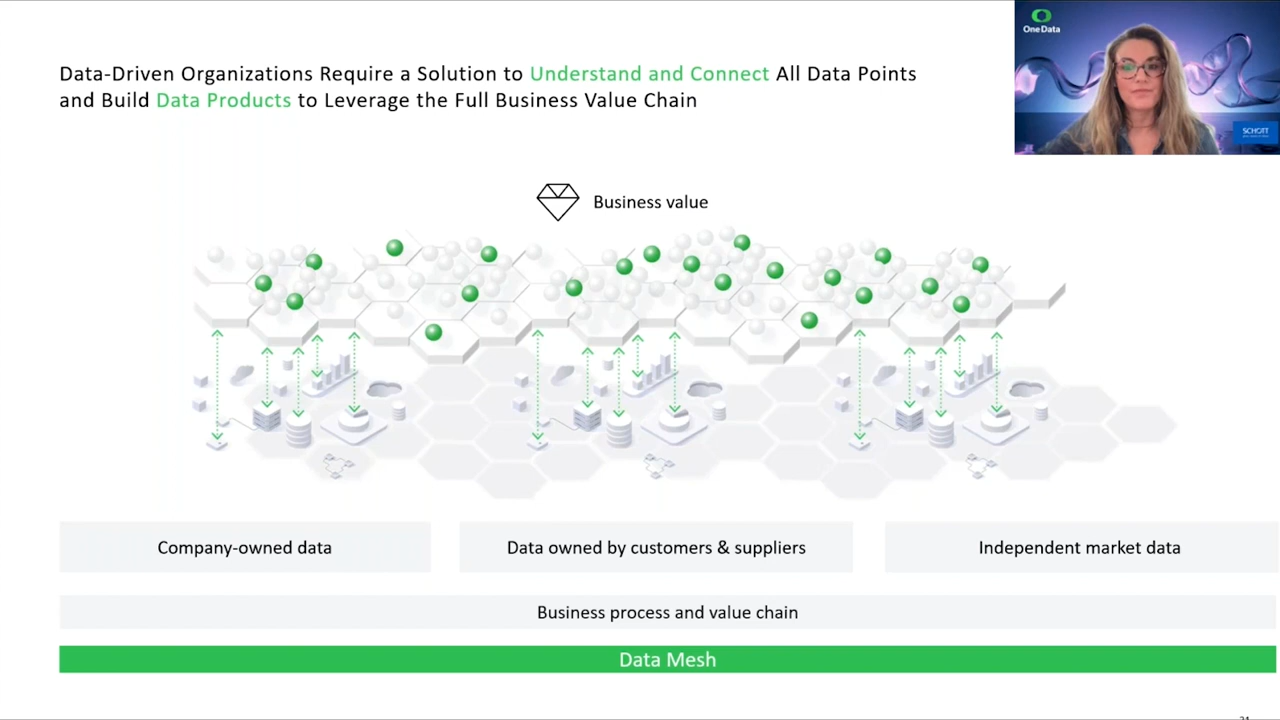 Data-Driven Organizations Require a Solution to Understand and Connect All Data Points
and Build Data Products to Leverage the Full Business Value Chain
One Data
SCHOTT
Business value
Company-owned data
Data owned by customers & suppliers
Independent market data
Business process and value chain
Data Mesh